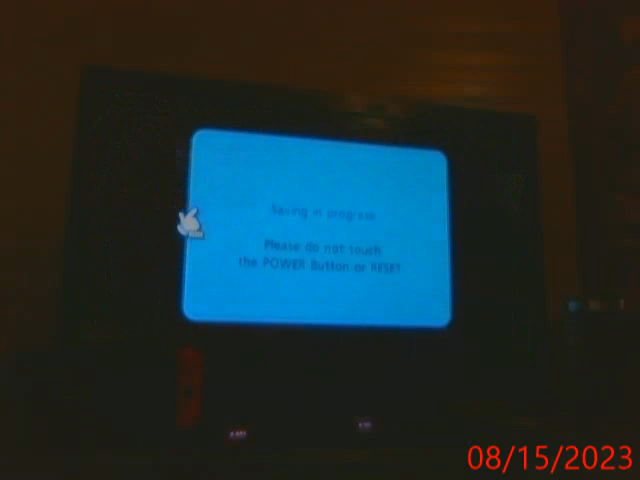 Saving in progress
Please do not touch
the POWER Button or RESET
08/15/2023